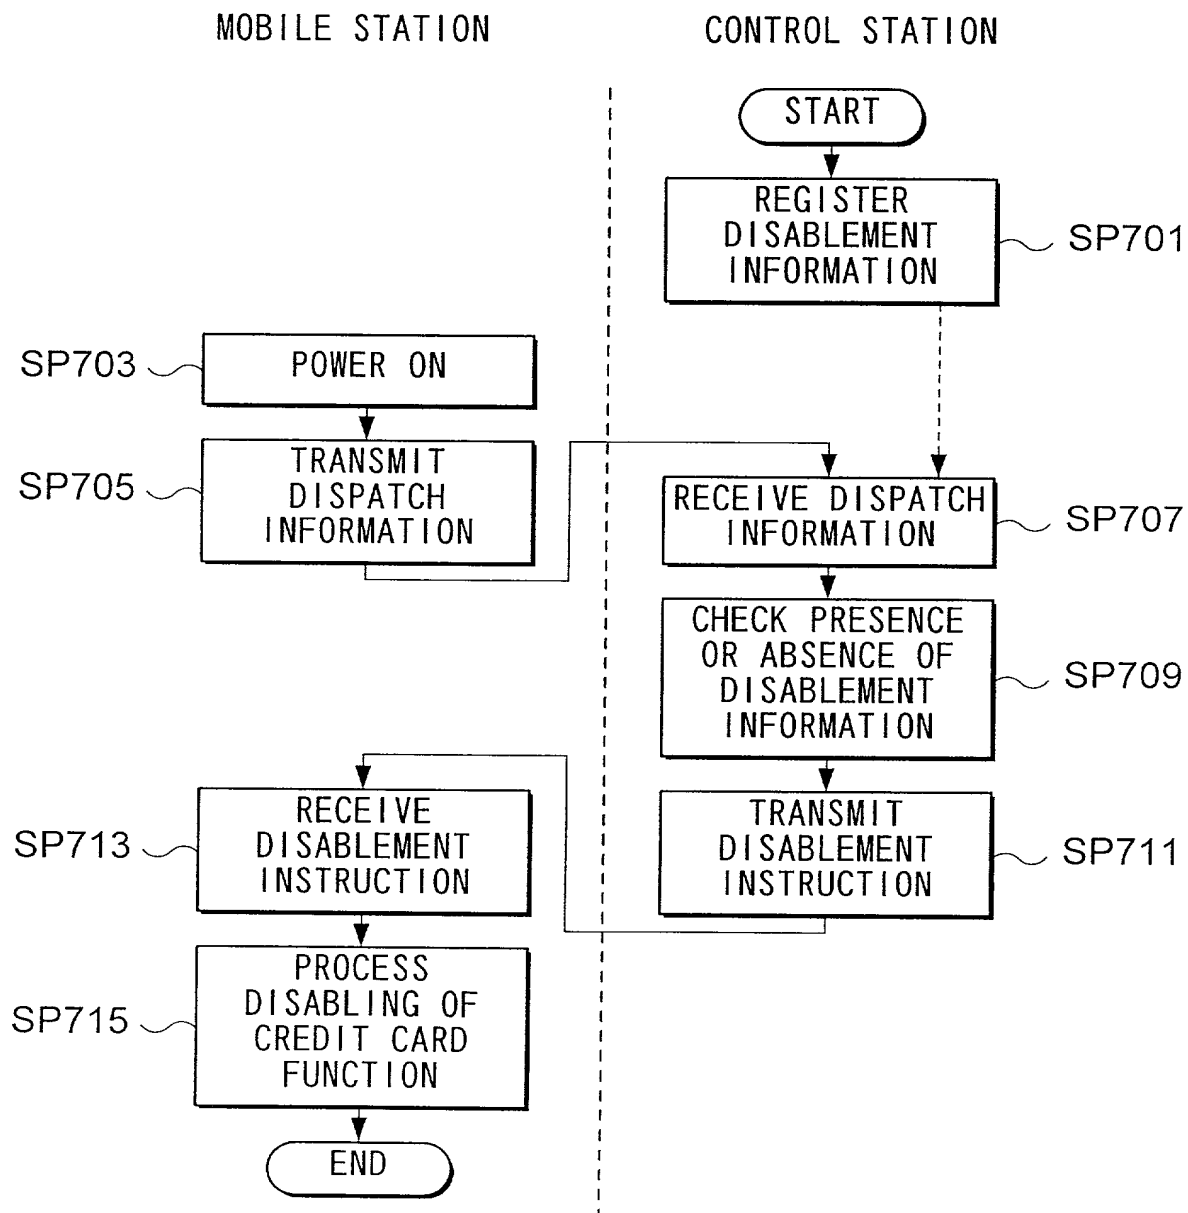 MOBILE STATION
CONTROL STATION
START
REGISTER
DISABLEMENT
INFORMATION
SP701
SP703
POWER ON
SP705
TRANSMIT
DISPATCH
INFORMATION
RECEIVE DISPATCH
INFORMATION
SP707
CHECK PRESENCE
OR ABSENCE OF
DISABLEMENT
INFORMATION
SP709
TRANSMIT
DISABLEMENT
INSTRUCTION
SP711
SP713
RECEIVE
DISABLEMENT
INSTRUCTION
SP715
PROCESS
DISABLING OF
CREDIT CARD
FUNCTION
END